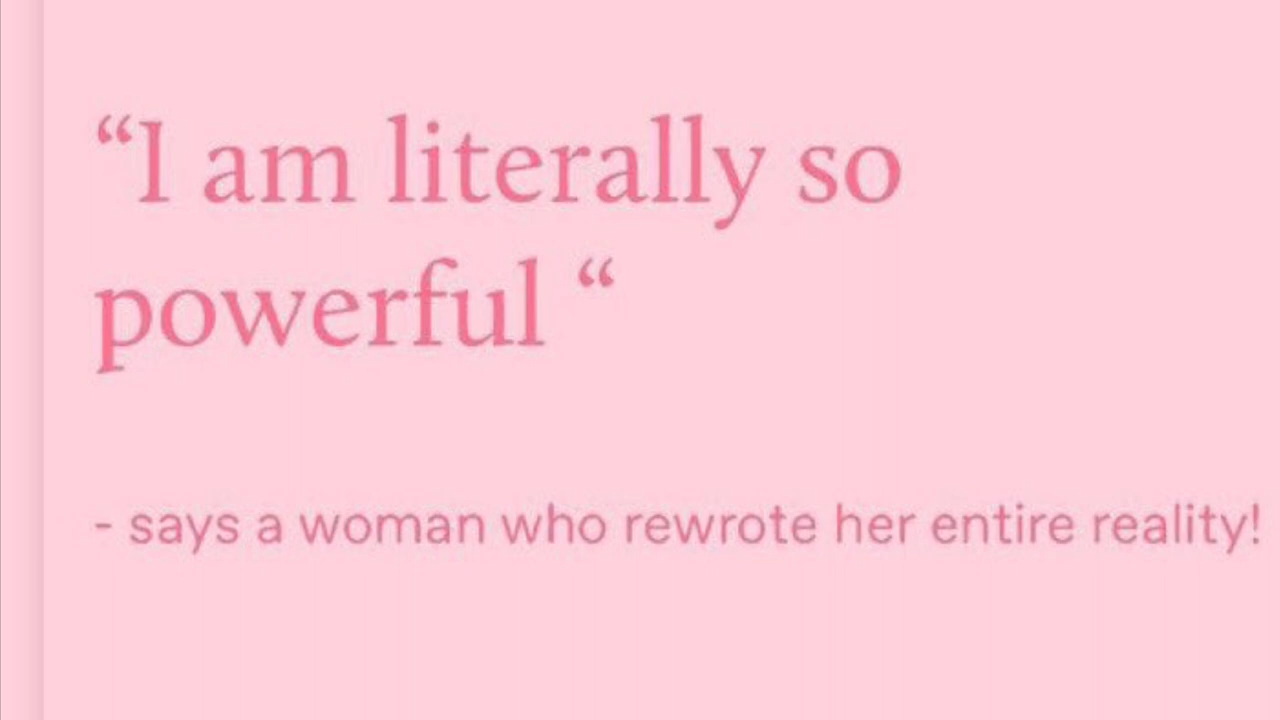 “I am literally so
powerful “
- says a woman who rewrote her entire reality!